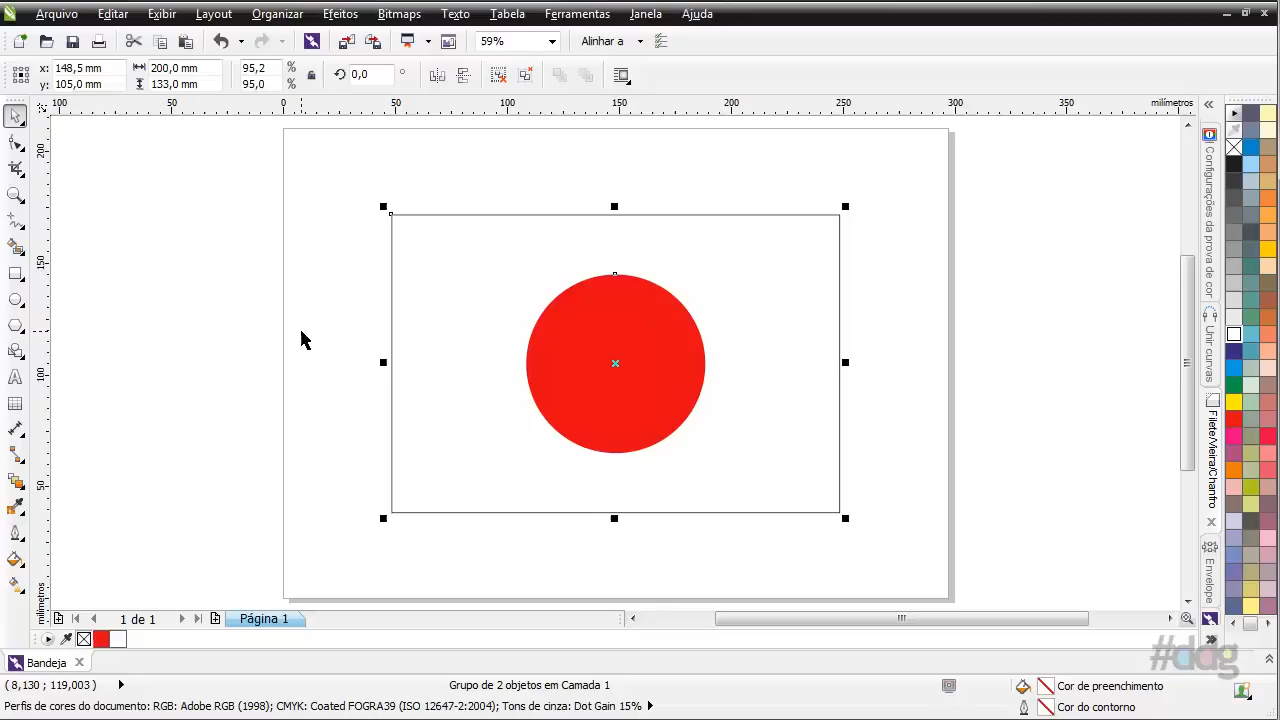 Arquivo Editar Exibir Layout Organizar Efeitos Bitmaps Texto Tabela Ferramentas Janela Ajuda
59% Alinhar a
x: 148,5 mm 200,0 mm 95,2 % 0,0 °
y: 105,0 mm 133,0 mm 95,0 %
100 50 0 50 100 150 200 250 300 350 milímetros
200
150
100
50
milímetros
Configurações da prova de cor
Unir curvas
Filete/Vieira/Chanfro
Envelope
1 de 1 Página 1
Bandeja
#ddg
( 8,130 ; 119,003 ) Grupo de 2 objetos em Camada 1 Cor de preenchimento
Perfis de cores do documento: RGB: Adobe RGB (1998); CMYK: Coated FOGRA39 (ISO 12647-2:2004); Tons de cinza: Dot Gain 15% Cor do contorno